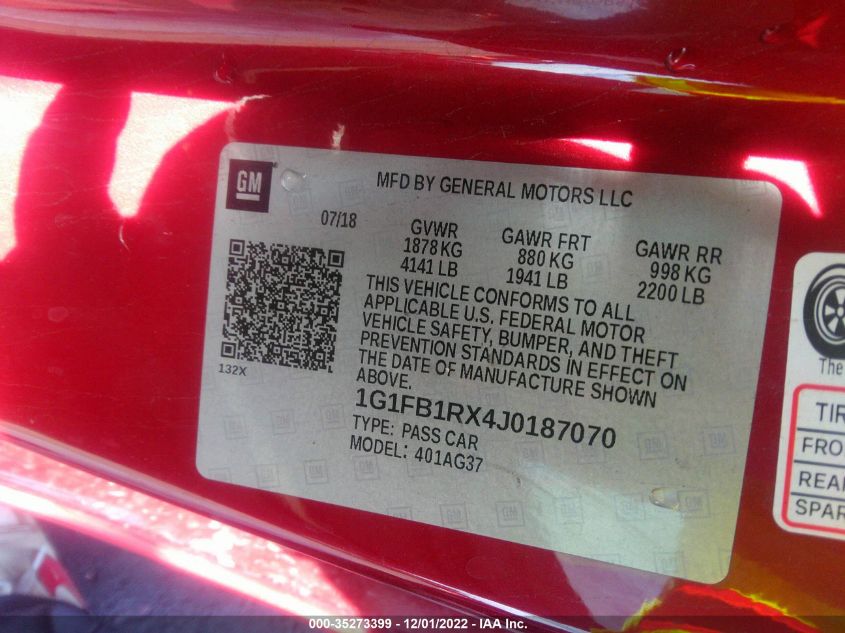 GM
MFD BY GENERAL MOTORS LLC
07/18
GVWR
1878 KG
4141 LB
GAWR FRT
880 KG
1941 LB
GAWR RR
998 KG
2200 LB
THIS VEHICLE CONFORMS TO ALL
APPLICABLE U.S. FEDERAL MOTOR
VEHICLE SAFETY, BUMPER, AND THEFT
PREVENTION STANDARDS IN EFFECT ON
THE DATE OF MANUFACTURE SHOWN
ABOVE.
132X
1G1FB1RX4J0187070
TYPE: PASS CAR
MODEL: 401AG37
The
TIR
FRO
REA
SPAR
000-35273399 - 12/01/2022 - IAA Inc.